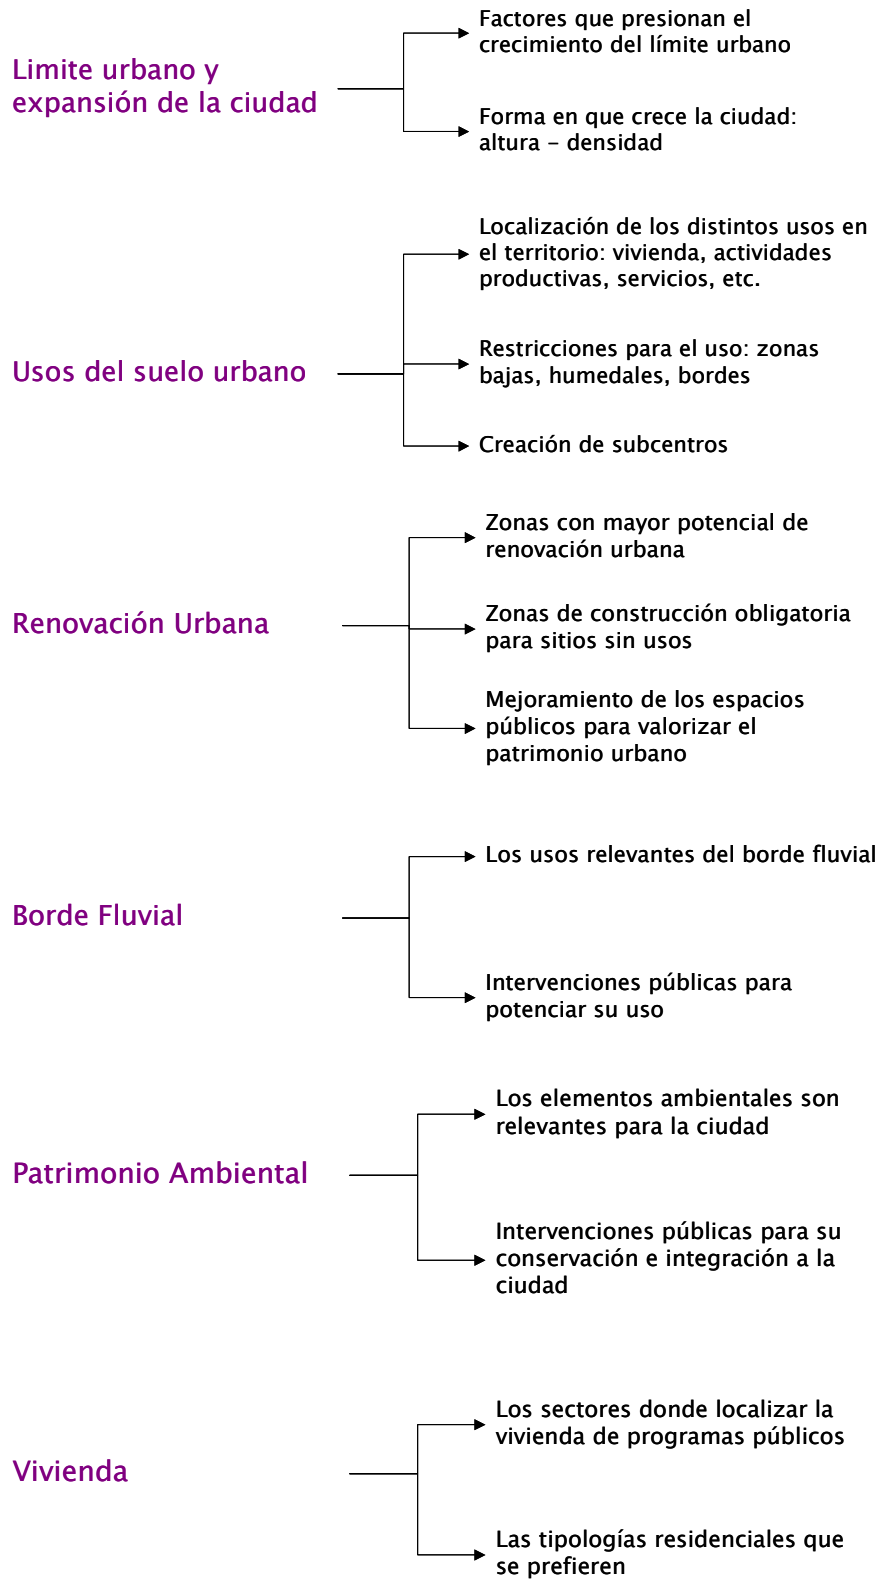 Limite urbano y
expansión de la ciudad
Factores que presionan el
crecimiento del límite urbano
Forma en que crece la ciudad:
altura – densidad
Usos del suelo urbano
Localización de los distintos usos en
el territorio: vivienda, actividades
productivas, servicios, etc.
Restricciones para el uso: zonas
bajas, humedales, bordes
Creación de subcentros
Renovación Urbana
Zonas con mayor potencial de
renovación urbana
Zonas de construcción obligatoria
para sitios sin usos
Mejoramiento de los espacios
públicos para valorizar el
patrimonio urbano
Borde Fluvial
Los usos relevantes del borde fluvial
Intervenciones públicas para
potenciar su uso
Patrimonio Ambiental
Los elementos ambientales son
relevantes para la ciudad
Intervenciones públicas para su
conservación e integración a la
ciudad
Vivienda
Los sectores donde localizar la
vivienda de programas públicos
Las tipologías residenciales que
se prefieren